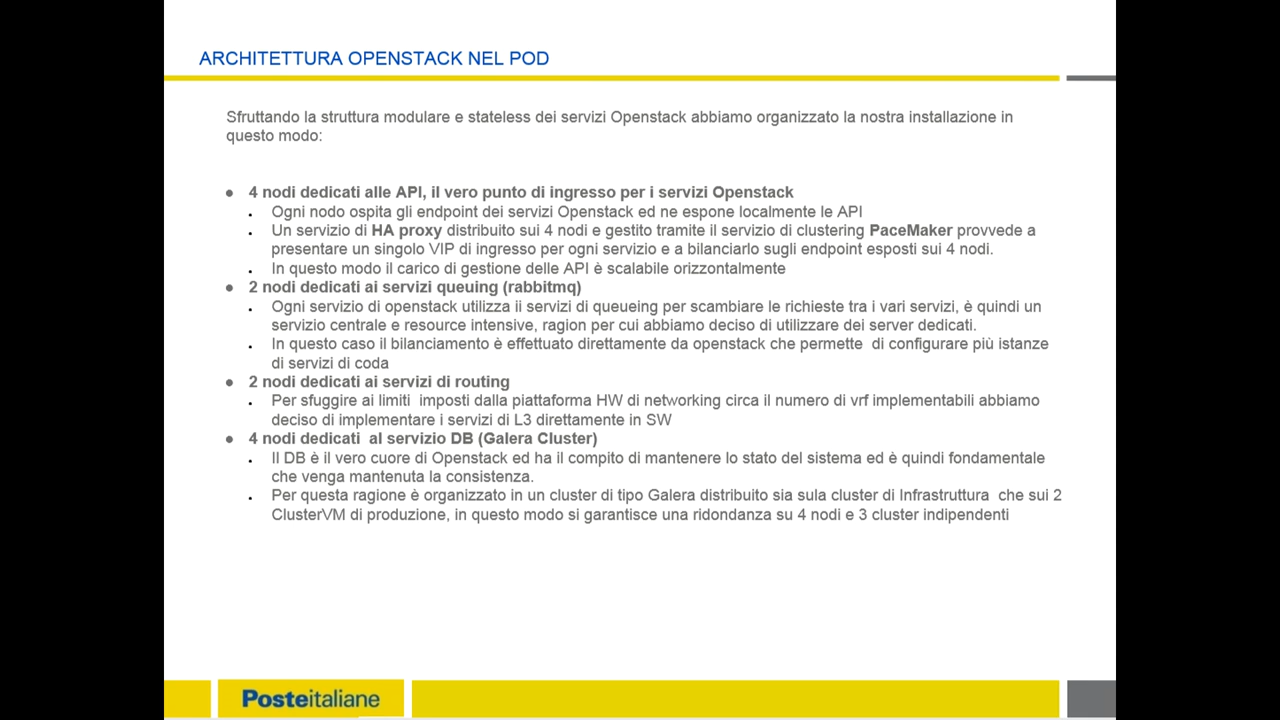 ARCHITETTURA OPENSTACK NEL POD
Sfruttando la struttura modulare e stateless dei servizi Openstack abbiamo organizzato la nostra installazione in
questo modo:
● 4 nodi dedicati alle API, il vero punto di ingresso per i servizi Openstack
. Ogni nodo ospita gli endpoint dei servizi Openstack ed ne espone localmente le API
. Un servizio di HA proxy distribuito sui 4 nodi e gestito tramite il servizio di clustering PaceMaker provvede a
presentare un singolo VIP di ingresso per ogni servizio e a bilanciarlo sugli endpoint esposti sui 4 nodi.
. In questo modo il carico di gestione delle API è scalabile orizzontalmente
● 2 nodi dedicati ai servizi queuing (rabbitmq)
. Ogni servizio di openstack utilizza ii servizi di queueing per scambiare le richieste tra i vari servizi, è quindi un
servizio centrale e resource intensive, ragion per cui abbiamo deciso di utilizzare dei server dedicati.
. In questo caso il bilanciamento è effettuato direttamente da openstack che permette di configurare più istanze
di servizi di coda
● 2 nodi dedicati ai servizi di routing
. Per sfuggire ai limiti imposti dalla piattaforma HW di networking circa il numero di vrf implementabili abbiamo
deciso di implementare i servizi di L3 direttamente in SW
● 4 nodi dedicati al servizio DB (Galera Cluster)
. Il DB è il vero cuore di Openstack ed ha il compito di mantenere lo stato del sistema ed è quindi fondamentale
che venga mantenuta la consistenza.
. Per questa ragione è organizzato in un cluster di tipo Galera distribuito sia sula cluster di Infrastruttura che sui 2
ClusterVM di produzione, in questo modo si garantisce una ridondanza su 4 nodi e 3 cluster indipendenti
Posteitaliane